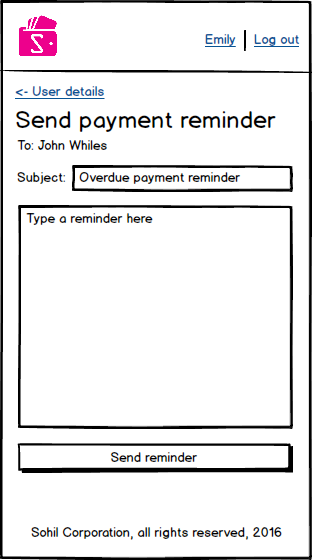 S.
Emily | Log out
<- User details
Send payment reminder
To: John Whiles
Subject: Overdue payment reminder
Type a reminder here
Send reminder
Sohil Corporation, all rights reserved, 2016